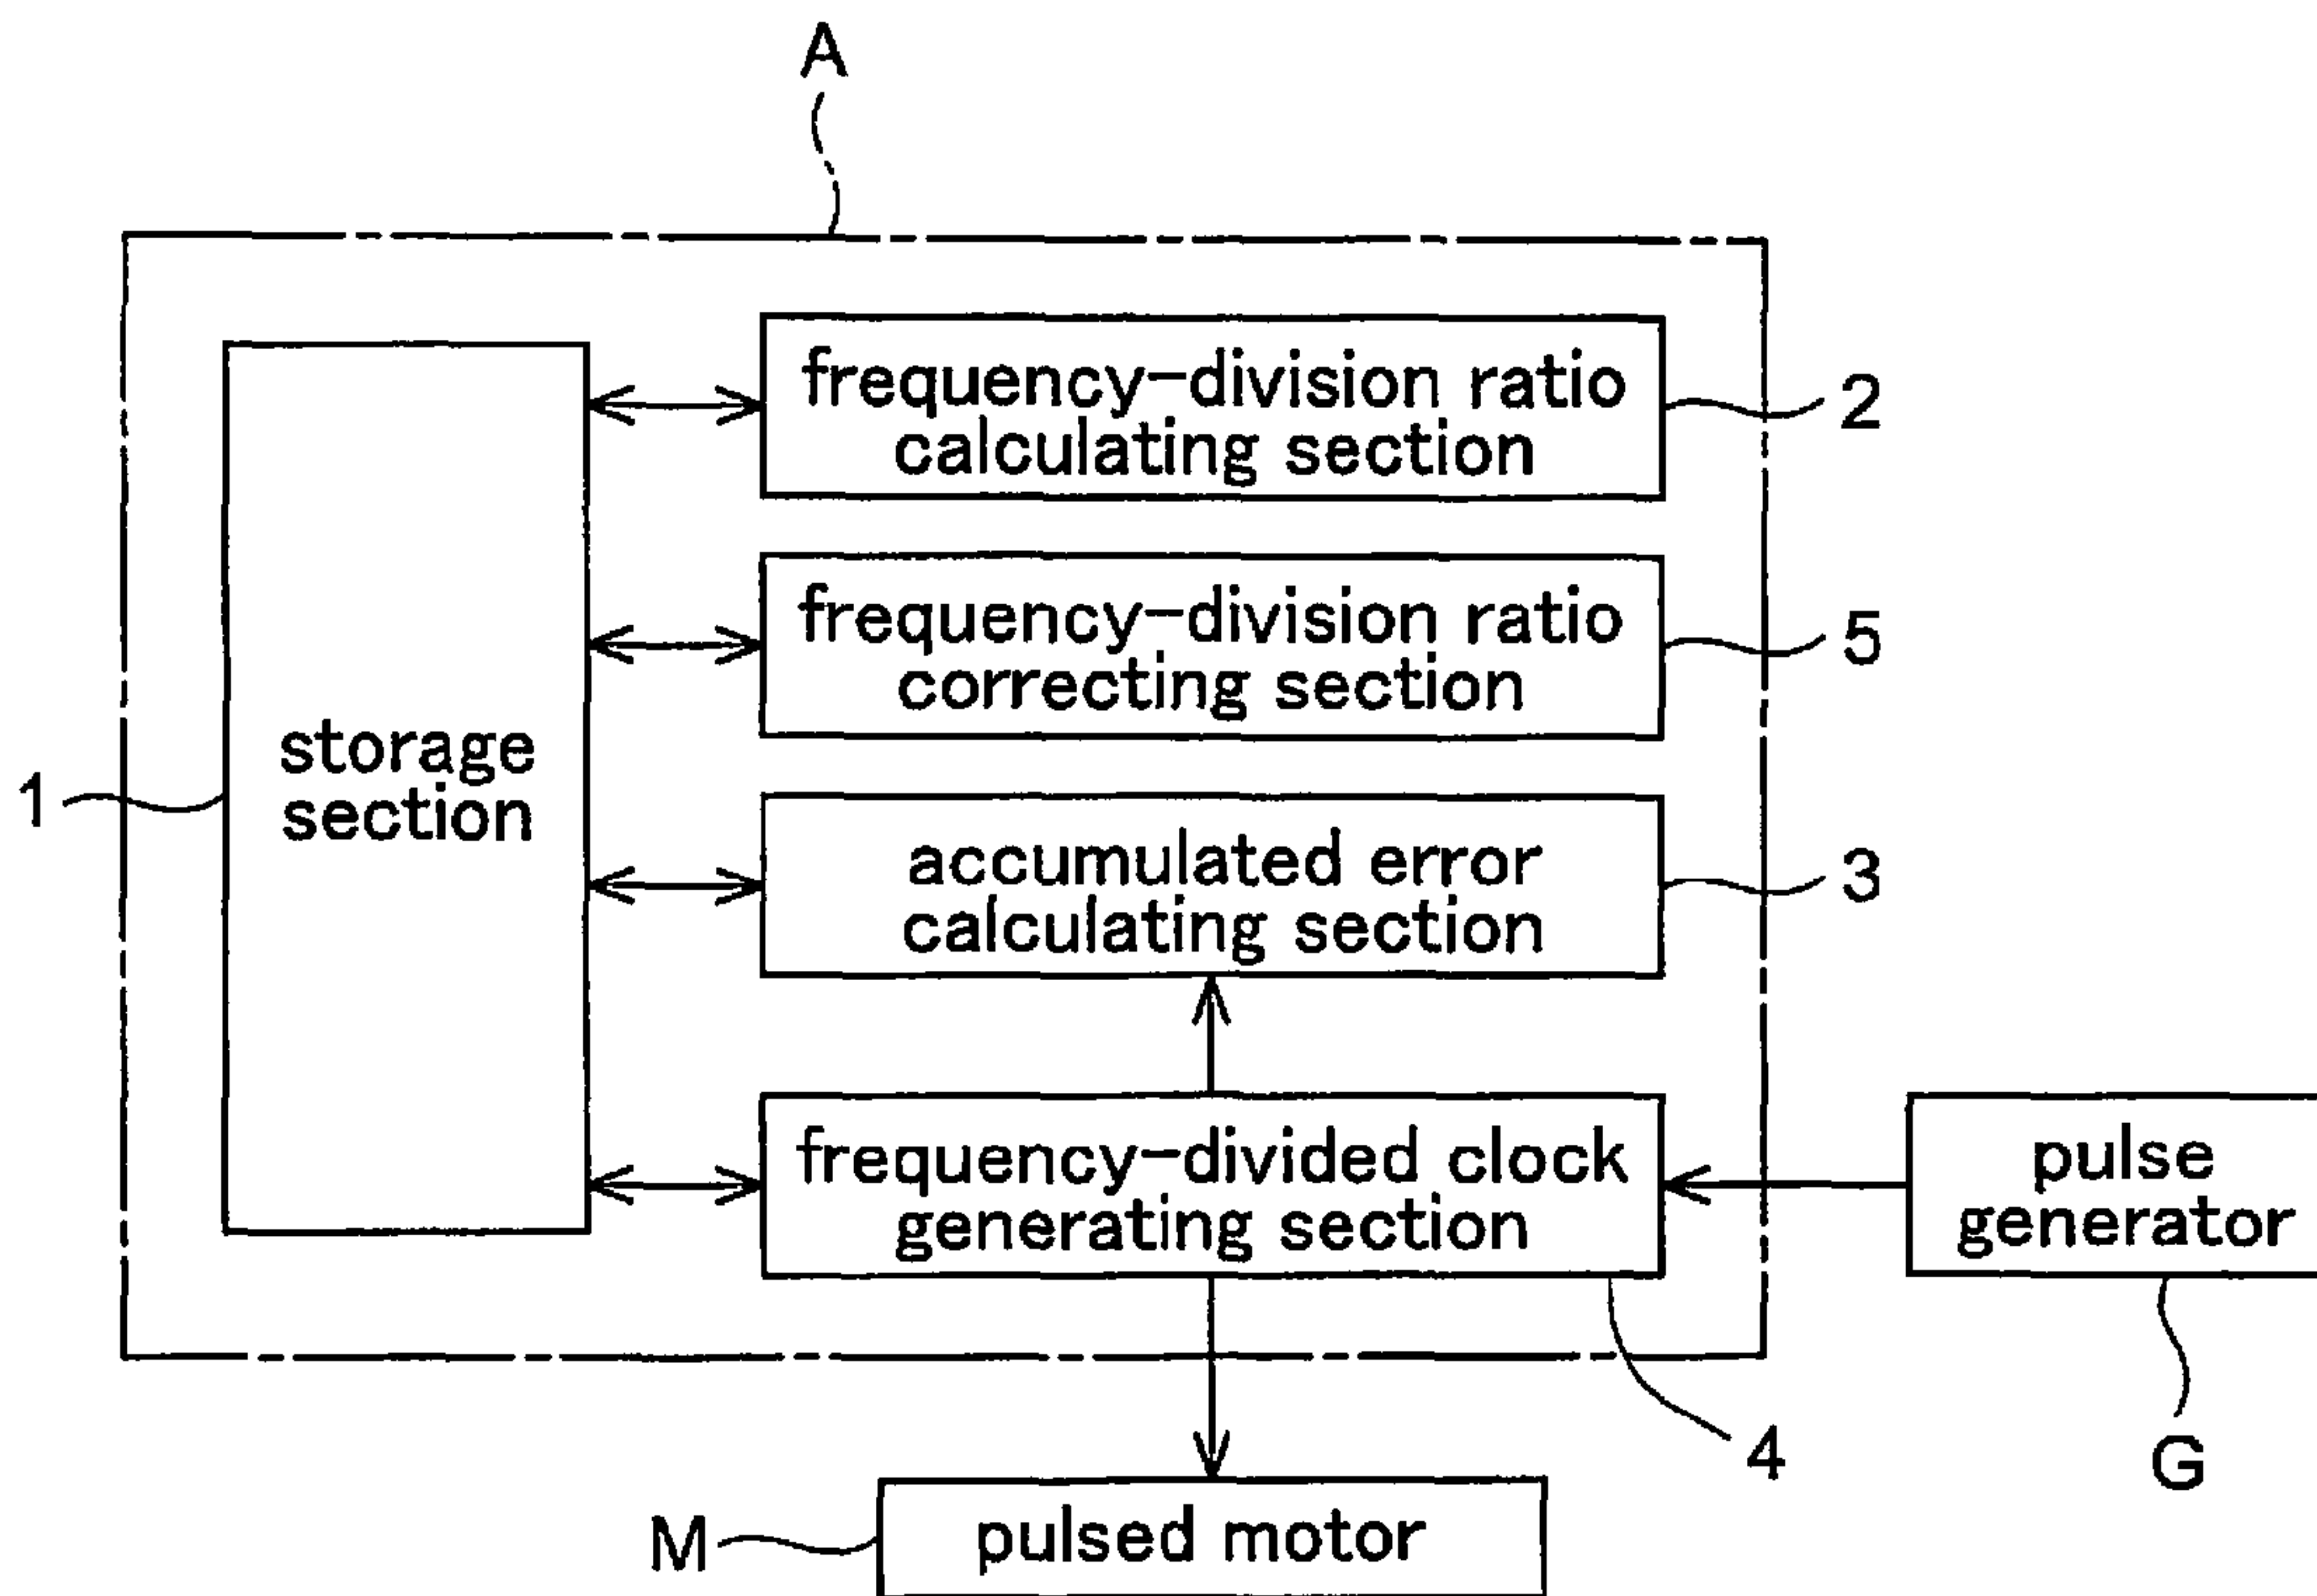 A
frequency-division ratio
calculating section
2
frequency-division ratio
correcting section
5
storage
section
1
accumulated error
calculating section
3
frequency-divided clock
generating section
pulse
generator
4
G
M
pulsed motor